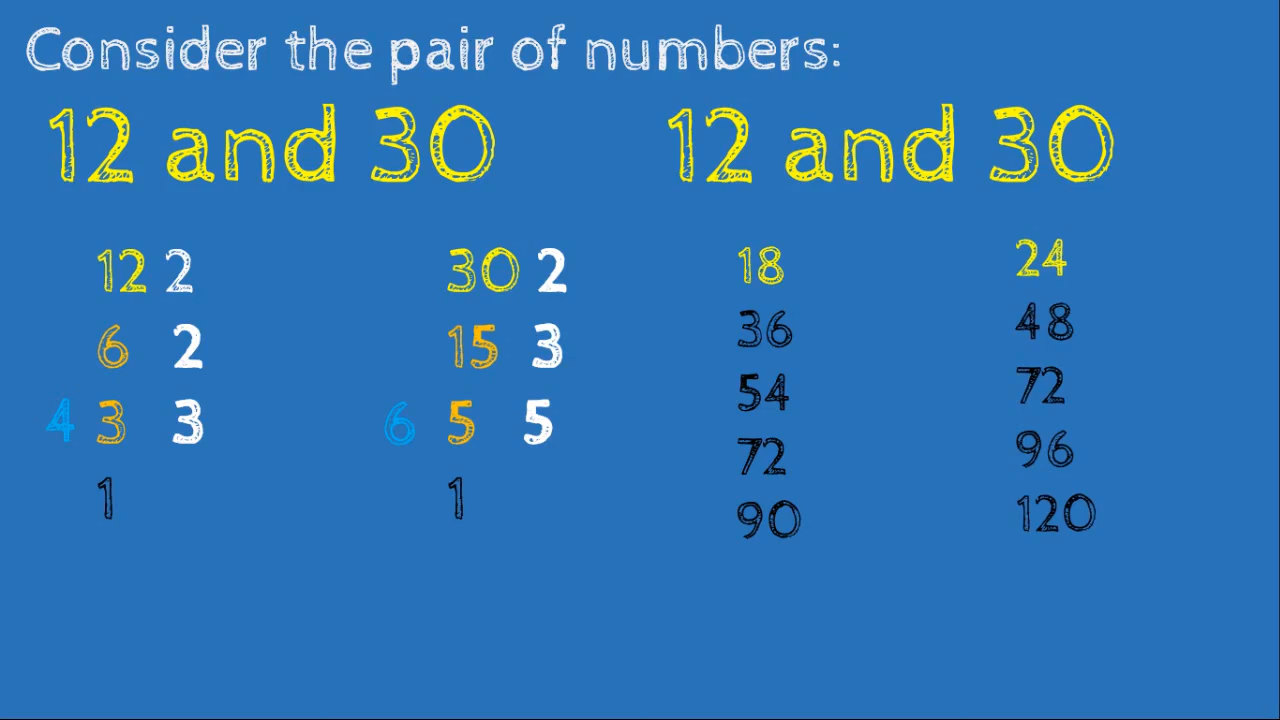 Consider the pair of numbers:
12 and 30 12 and 30
12 2 30 2 18 24
6 2 15 3 36 48
4 3 3 6 5 5 54 72
1 1 72 96
90 120